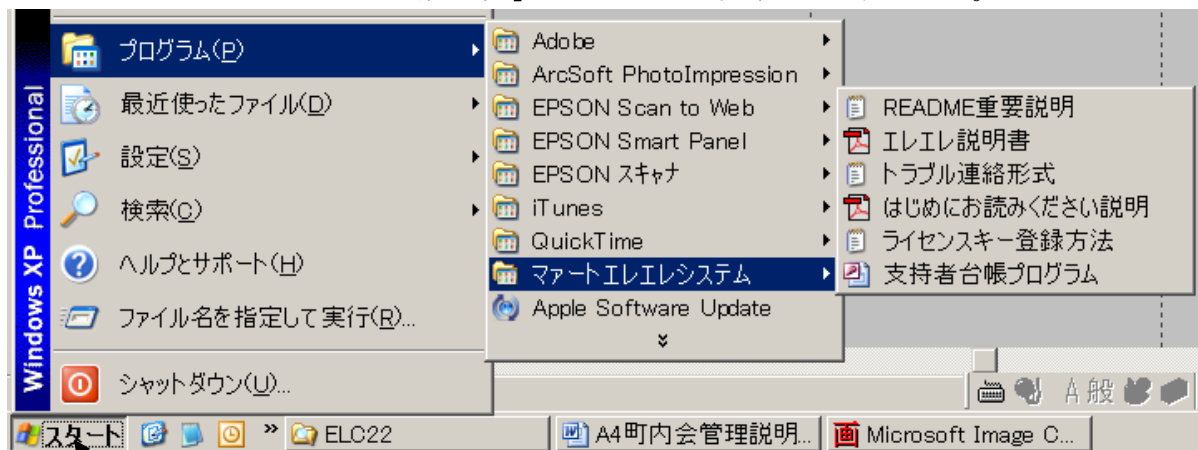 Windows XP Professional
プログラム(P)
最近使ったファイル(D)
設定(S)
検索(C)
ヘルプとサポート(H)
ファイル名を指定して実行(R)...
シャットダウン(U)...
Adobe
ArcSoft PhotoImpression
EPSON Scan to Web
EPSON Smart Panel
EPSON スキャナ
iTunes
QuickTime
マァートエレエレシステム
Apple Software Update
README重要説明
エレエレ説明書
トラブル連絡形式
はじめにお読みください説明
ライセンスキー登録方法
支持者台帳プログラム
A 般
スタート
ELC22
A4町内会管理説明...
Microsoft Image C...